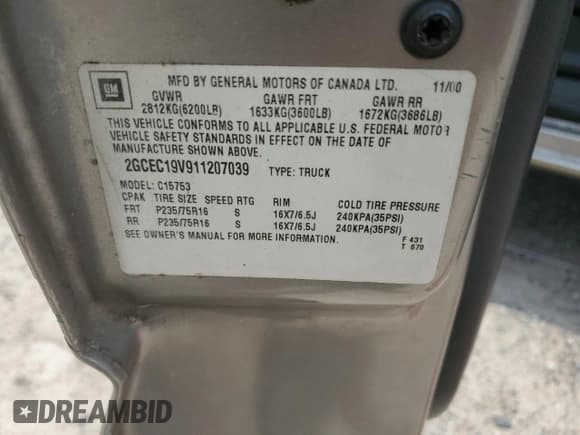 GM
MFD BY GENERAL MOTORS OF CANADA LTD. 11/00
GVWR GAWR FRT GAWR RR
2812KG(6200LB) 1633KG(3600LB) 1672KG(3686LB)
THIS VEHICLE CONFORMS TO ALL APPLICABLE U.S. FEDERAL MOTOR
VEHICLE SAFETY STANDARDS IN EFFECT ON THE DATE OF
MANUFACTURE SHOWN ABOVE.
2GCEC19V911207039 TYPE: TRUCK
MODEL: C15753
CPAK TIRE SIZE SPEED RTG RIM COLD TIRE PRESSURE
FRT P235/75R16 S 16X7/6.5J 240KPA(35PSI)
RR P235/75R16 S 16X7/6.5J 240KPA(35PSI)
SEE OWNER'S MANUAL FOR MORE INFORMATION. F 431
T 670
DREAMBID